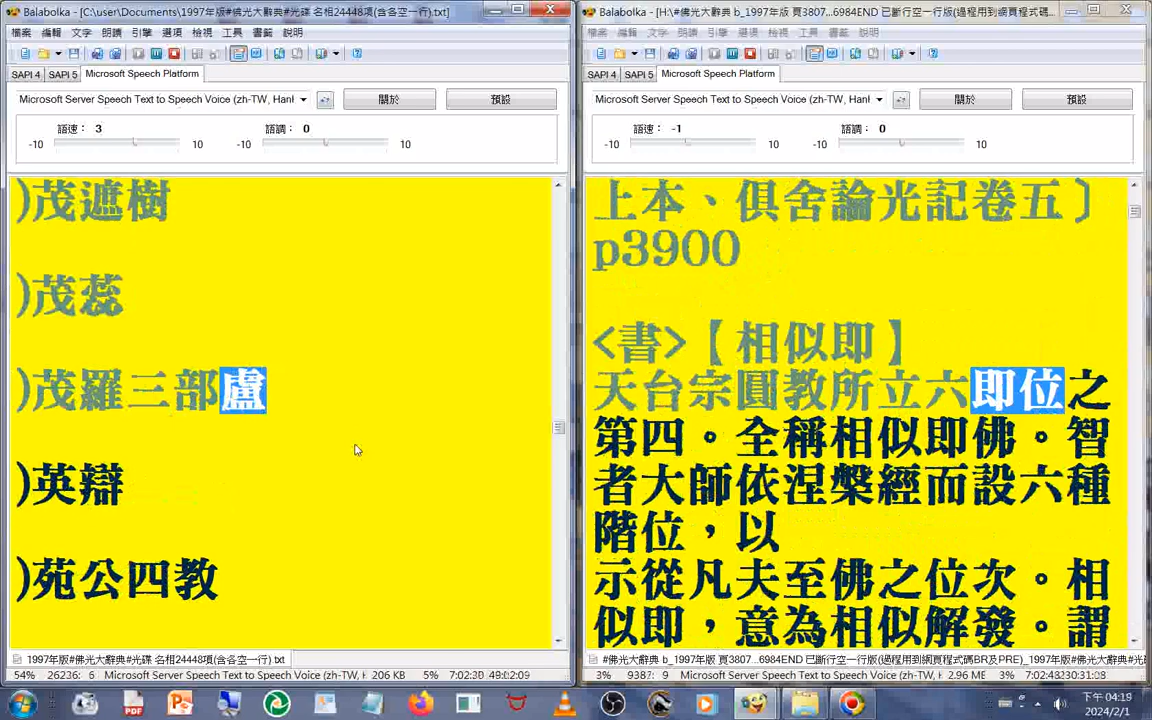 Balabolka - [C:\user\Documents\1997年版#佛光大辭典#光碟 名相24448項(含各空一行).txt]
檔案 編輯 文字 朗讀 引擎 選項 檢視 工具 書籤 說明
SAPI 4 SAPI 5 Microsoft Speech Platform
Microsoft Server Speech Text to Speech Voice (zh-TW, Hanl
關於 預設
語速： 3 語調： 0
-10 10 -10 10
)茂遮樹
)茂蕊
)茂羅三部盧
)英辯
)苑公四教
1997年版#佛光大辭典#光碟 名相24448項(含各空一行).txt
54% 26236: 6 Microsoft Server Speech Text to Speech Voice (zh-TW, H 206 KB 5% 7:02:30
Balabolka - [H:\#佛光大辭典 b_1997年版 頁3807...6984END 已斷行空一行版(過程用到網頁程式碼
檔案 編輯 文字 朗讀 引擎 選項 檢視 工具 書籤 說明
SAPI 4 SAPI 5 Microsoft Speech Platform
Microsoft Server Speech Text to Speech Voice (zh-TW, Hanl
關於 預設
語速： -1 語調： 0
-10 10 -10 10
上本、俱舍論光記卷五〕
p3900
<書>【相似即】
天台宗圓教所立六即位之
第四。全稱相似即佛。智
者大師依涅槃經而設六種
階位，以
示從凡夫至佛之位次。相
似即，意為相似解發。謂
#佛光大辭典 b_1997年版 頁3807...6984END 已斷行空一行版(過程用到網頁程式碼BR及PRE)_1997年版#光
3% 9387: 9 Microsoft Server Speech Text to Speech Voice (zh-TW, H 2.96 ME 3% 7:02:48
下午 04:19
2024/2/1